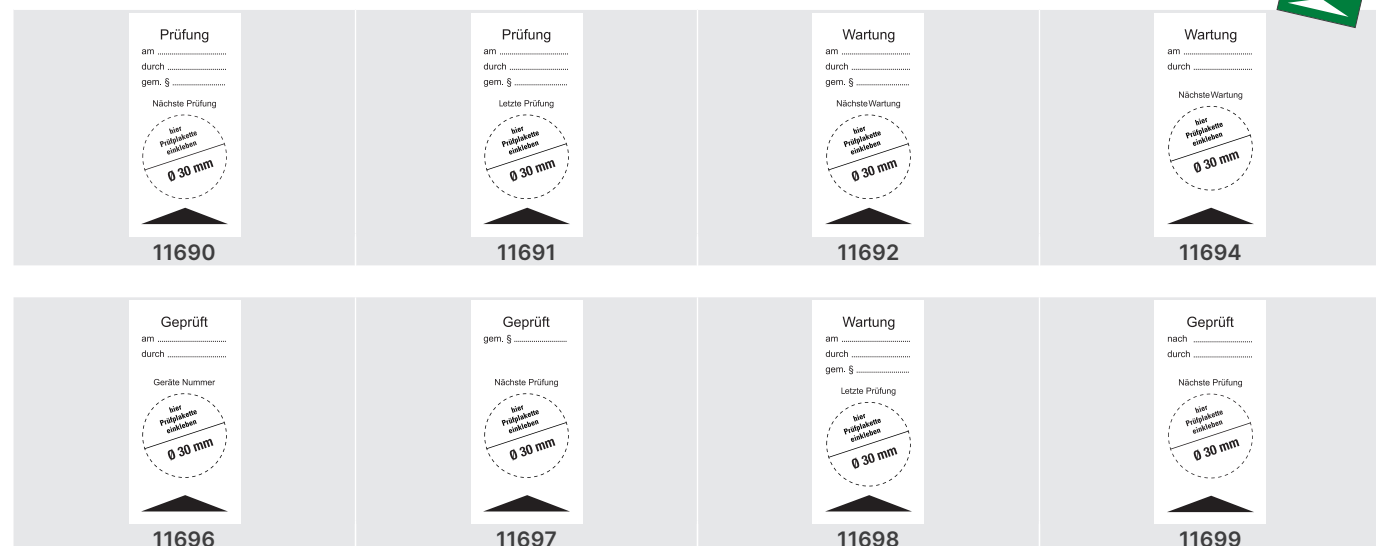 Prüfung
am
durch
gem. §
Nächste Prüfung
hier
Prüfplakette
einkleben
Ø 30 mm
11690
Prüfung
am
durch
gem. §
Letzte Prüfung
hier
Prüfplakette
einkleben
Ø 30 mm
11691
Wartung
am
durch
gem. §
Nächste Wartung
hier
Prüfplakette
einkleben
Ø 30 mm
11692
Wartung
am
durch
Nächste Wartung
hier
Prüfplakette
einkleben
Ø 30 mm
11694
Geprüft
am
durch
Geräte Nummer
hier
Prüfplakette
einkleben
Ø 30 mm
11696
Geprüft
gem. §
Nächste Prüfung
hier
Prüfplakette
einkleben
Ø 30 mm
11697
Wartung
am
durch
gem. §
Letzte Prüfung
hier
Prüfplakette
einkleben
Ø 30 mm
11698
Geprüft
nach
durch
Nächste Prüfung
hier
Prüfplakette
einkleben
Ø 30 mm
11699